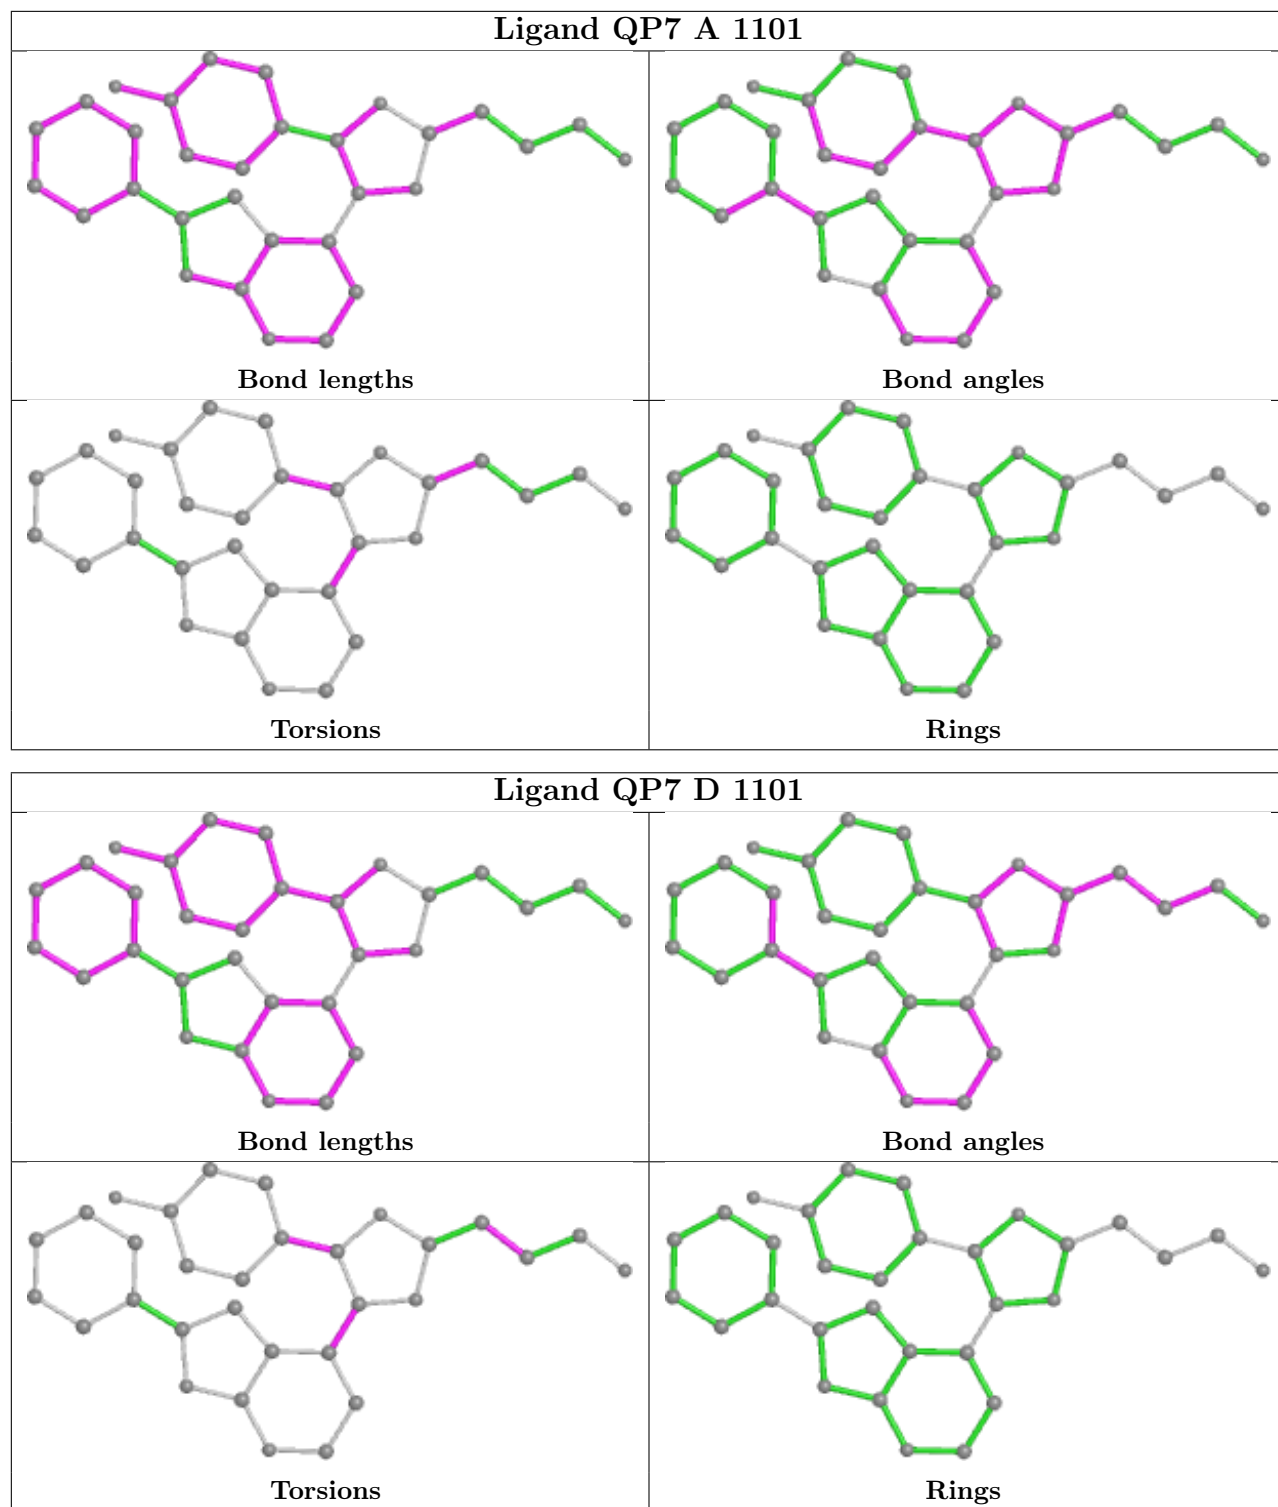 Ligand QP7 A 1101
Bond lengths
Bond angles
Torsions
Rings
Ligand QP7 D 1101
Bond lengths
Bond angles
Torsions
Rings